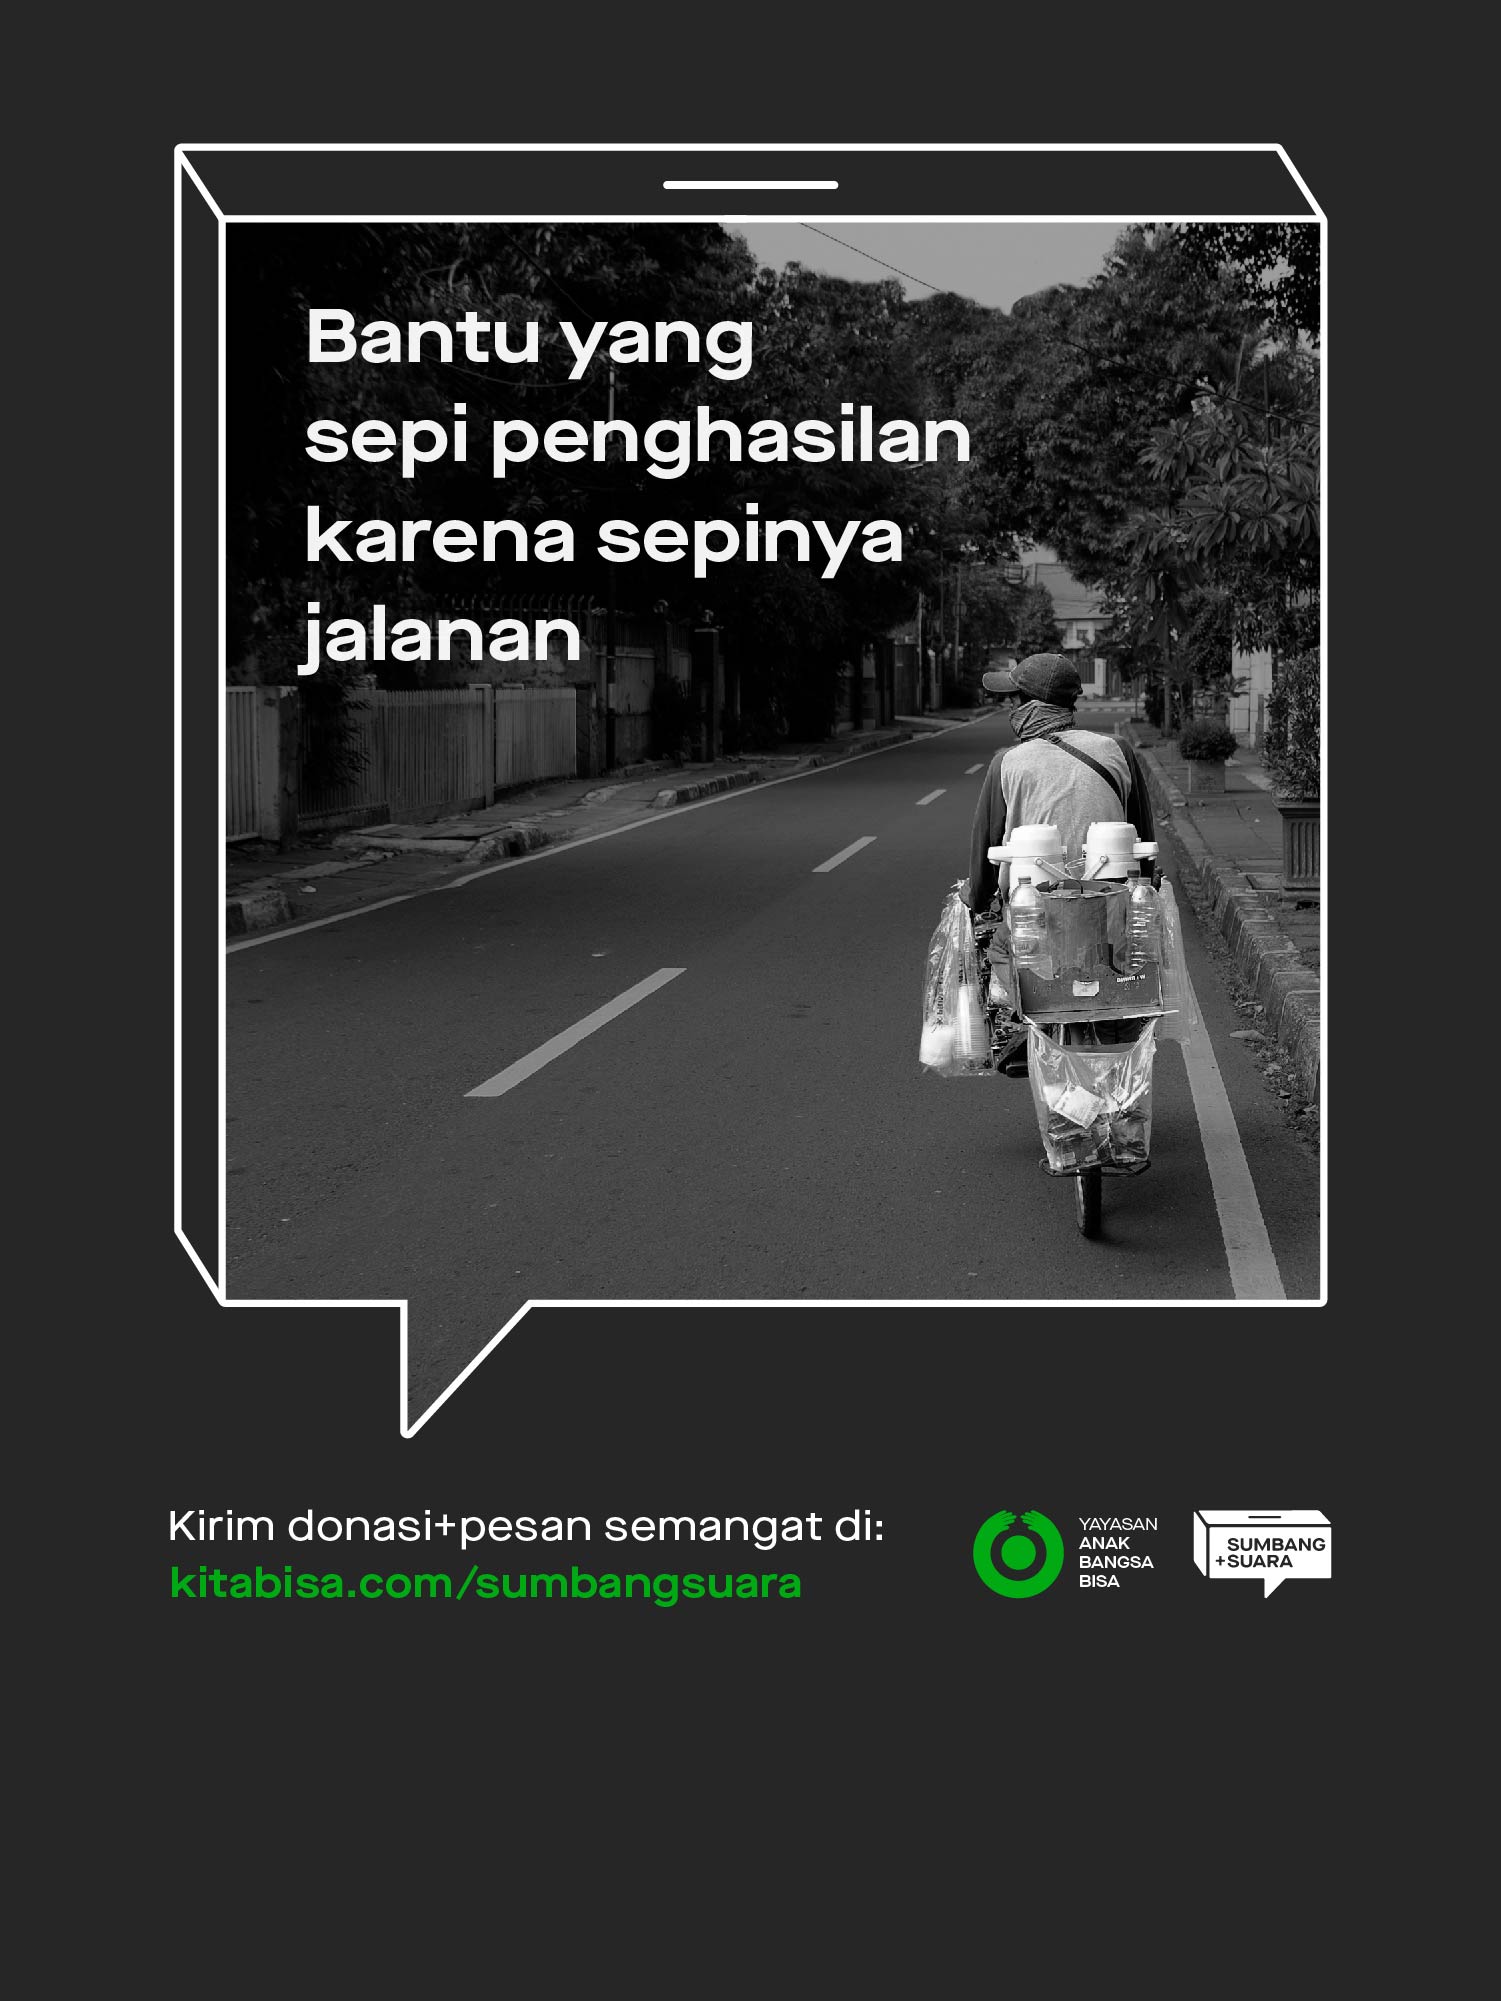 Bantu yang
sepi penghasilan
karena sepinya
jalanan
Kirim donasi+pesan semangat di:
kitabisa.com/sumbangsuara
YAYASAN
ANAK
BANGSA
BISA
SUMBANG
+SUARA